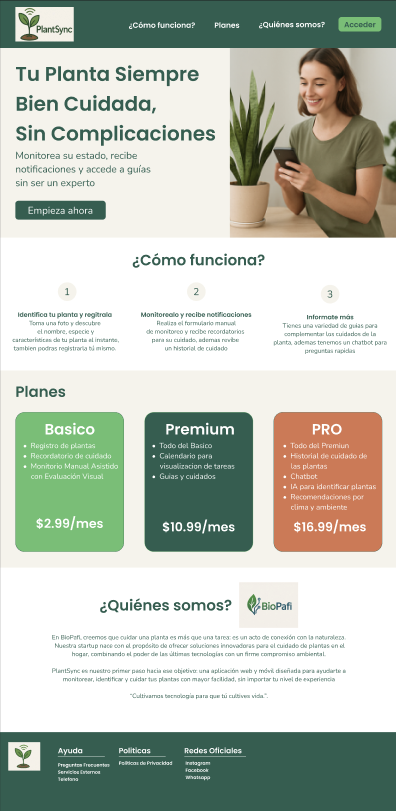 PlantSync
¿Cómo funciona?
Planes
¿Quiénes somos?
Acceder
Tu Planta Siempre
Bien Cuidada,
Sin Complicaciones
Monitorea su estado, recibe
notificaciones y accede a guías
sin ser un experto
Empieza ahora
¿Cómo funciona?
1
Identifica tu planta y regitrala
Toma una foto y descubre
el nombre, especie y
características de tu planta al instante,
tambien podras registrarla tú mismo.
2
Monitorealo y recibe notificaciones
Realiza el formulario manual
de monitoreo y recibe recordatorios
para su cuidado, ademas revibe
un historial de cuidado
3
Informate más
Tienes una variedad de guias para
complementar los cuidados de la
planta, ademas tenemos un chatbot para
preguntas rapidas
Planes
Basico
Registro de plantas
Recordatorio de cuidado
Monitorio Manual Asistido
con Evaluación Visual
$2.99/mes
Premium
Todo del Basico
Calendario para
visualizacion de tareas
Guias y cuidados
$10.99/mes
PRO
Todo del Premiun
Historial de cuidado de
las plantas
Chatbot
IA para identificar plantas
Recomendaciones por
clima y ambiente
$16.99/mes
¿Quiénes somos?
BioPafi
En BioPafi, creemos que cuidar una planta es más que una tarea: es un acto de conexión con la naturaleza.
Nuestra startup nace con el propósito de ofrecer soluciones innovadoras para el cuidado de plantas en el
hogar, combinando el poder de las últimas tecnologías con un firme compromiso ambiental.
PlantSync es nuestro primer paso hacia ese objetivo: una aplicación web y móvil diseñada para ayudarte a
monitorear, identificar y cuidar tus plantas con mayor facilidad, sin importar tu nivel de experiencia
“Cultivamos tecnología para que tú cultives vida.”.
Ayuda
Preguntas Frecuentes
Servicios Externos
Telefono
Politicas
Politicas de Privacidad
Redes Oficiales
Instagram
Facebook
Whatsapp